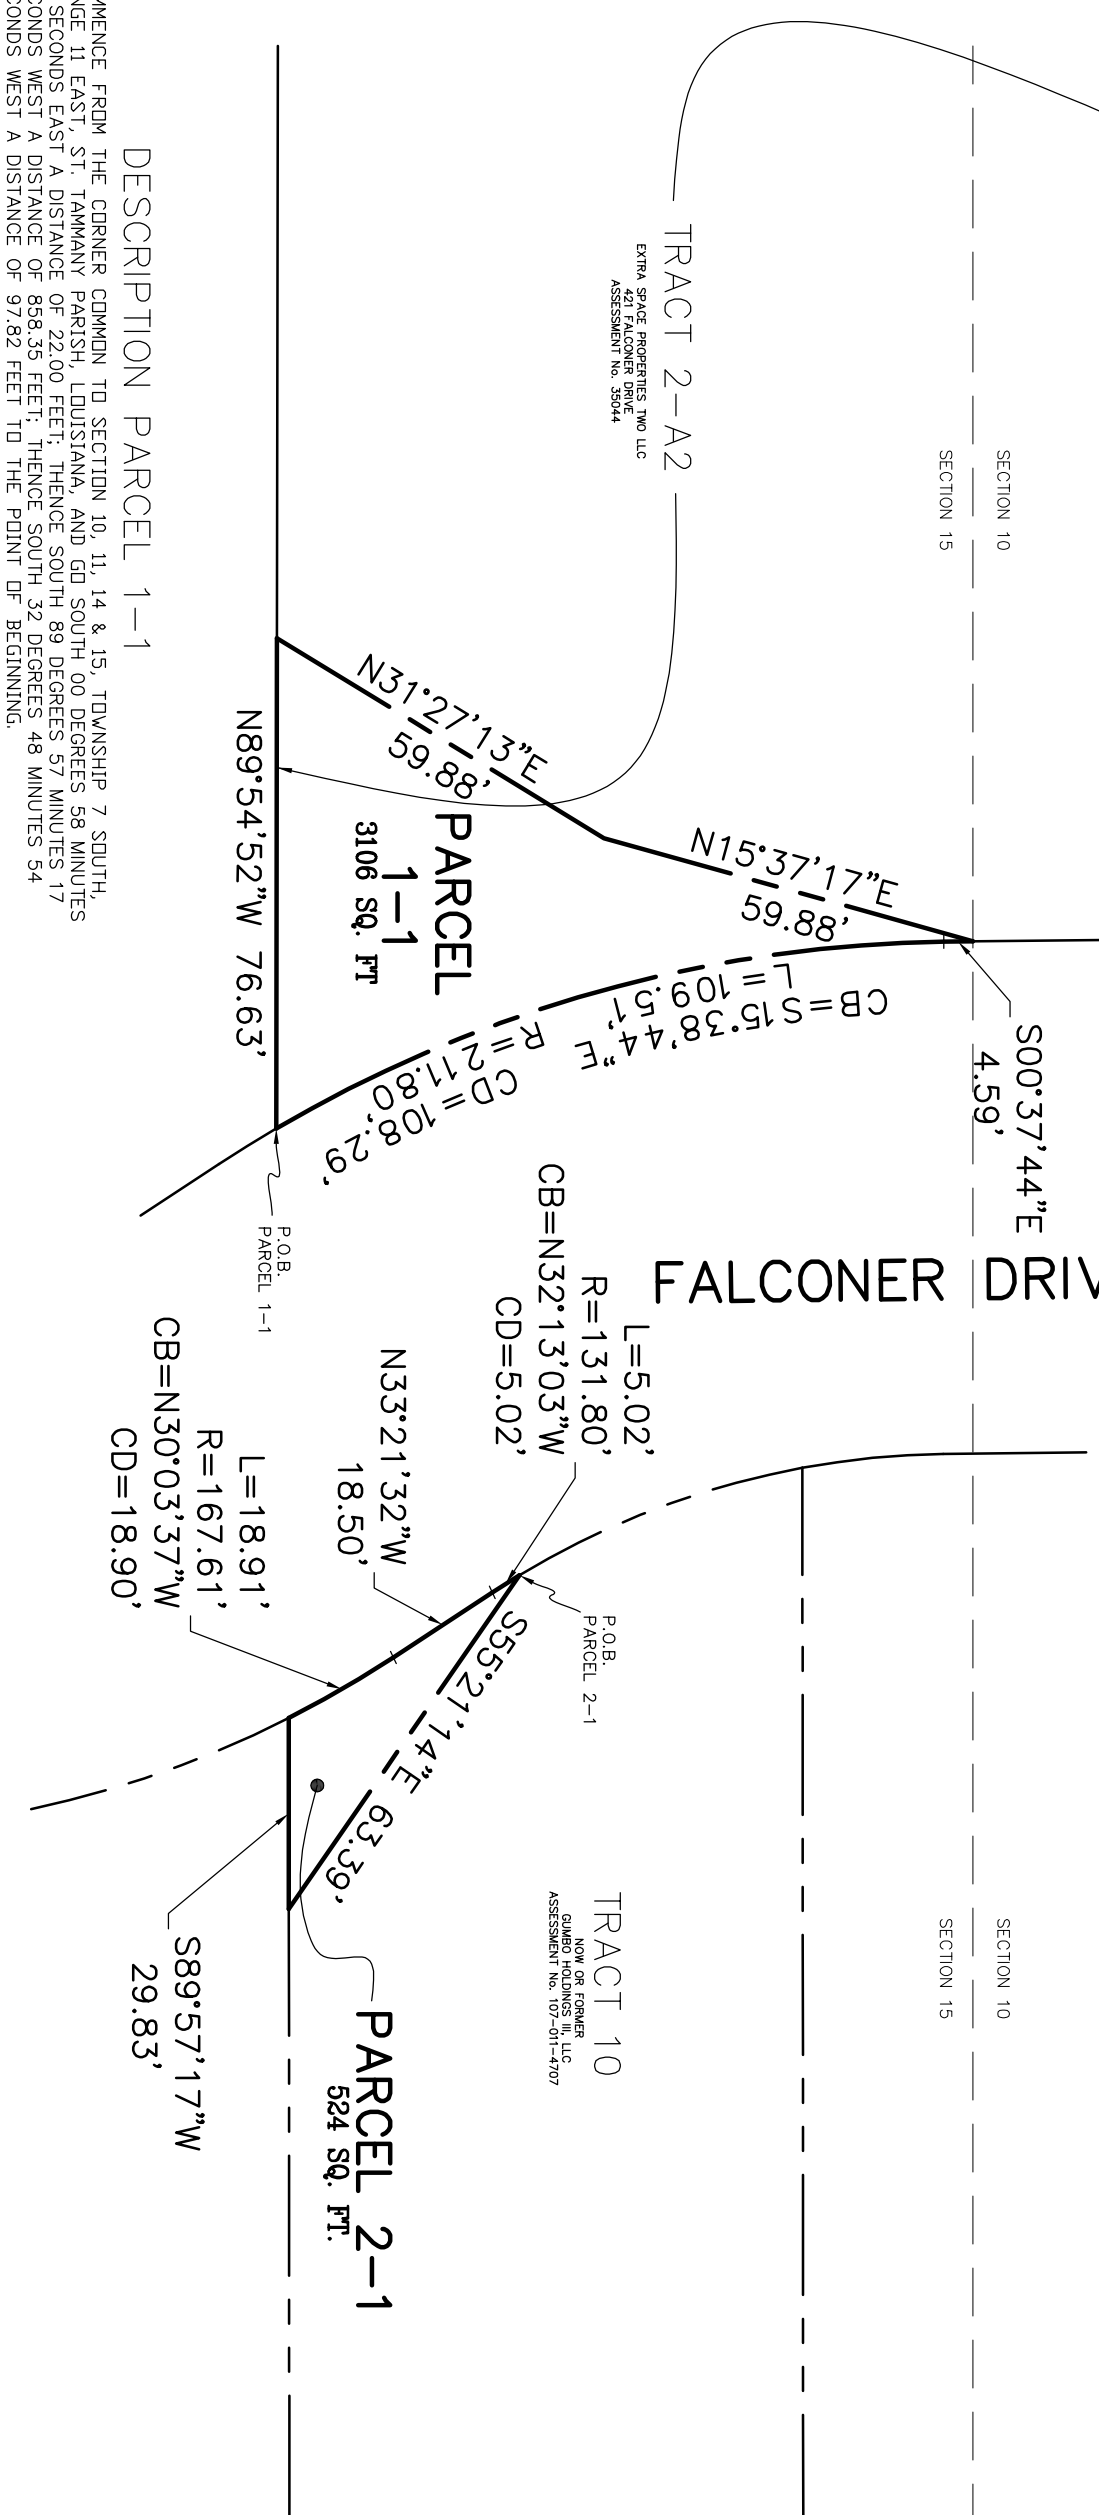 SECTION 10
SECTION 15
SECTION 10
SECTION 15
TRACT 2-A2
EXTRA SPACE PROPERTIES TWO LLC
421 FALCONER DRIVE
ASSESSMENT No. 35044
N31°27'13"E
59.88'
N15°37'17"E
59.88'
S00°37'44"E
4.59'
CB=S15°38'44"E
L=109.51'
R=211.80'
CD=108.29'
PARCEL
1-1
3106 SQ. FT
N89°54'52"W 76.63'
P.O.B.
PARCEL 1-1
FALCONER DRIV
L=5.02'
R=131.80'
CB=N32°13'03"W
CD=5.02'
N33°21'32"W
18.50'
L=18.91'
R=167.61'
CB=N30°03'37"W
CD=18.90'
P.O.B.
PARCEL 2-1
S55°21'14"E 63.39'
TRACT 10
NOW OR FORMER
GUMBO HOLDINGS III, LLC
ASSESSMENT No. 107-011-4707
PARCEL 2-1
524 SQ. FT.
S89°57'17"W
29.83'
DESCRIPTION PARCEL 1-1
MMENCE FROM THE CORNER COMMON TO SECTION 10, 11, 14 & 15, TOWNSHIP 7 SOUTH,
NGE 11 EAST, ST. TAMMANY PARISH, LOUISIANA, AND GO SOUTH 00 DEGREES 58 MINUTES
SECONDS EAST A DISTANCE OF 22.00 FEET; THENCE SOUTH 89 DEGREES 57 MINUTES 17
CONDS WEST A DISTANCE OF 858.35 FEET; THENCE SOUTH 32 DEGREES 48 MINUTES 54
CONDS WEST A DISTANCE OF 97.82 FEET TO THE POINT OF BEGINNING.